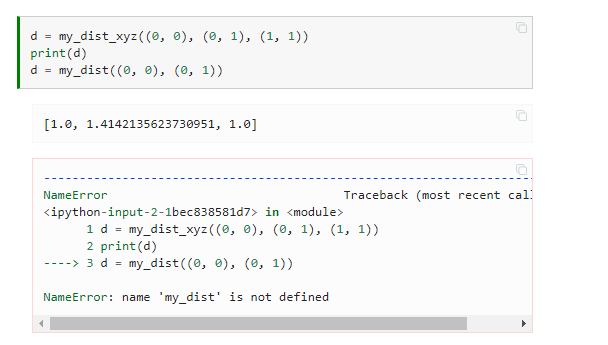 d = my_dist_xyz((0, 0), (0, 1), (1, 1))
print(d)
d = my_dist((0, 0), (0, 1))
[1.0, 1.4142135623730951, 1.0]
---------------------------------------------------------------------------
NameError Traceback (most recent cal
<ipython-input-2-1bec838581d7> in <module>
1 d = my_dist_xyz((0, 0), (0, 1), (1, 1))
2 print(d)
----> 3 d = my_dist((0, 0), (0, 1))
NameError: name 'my_dist' is not defined